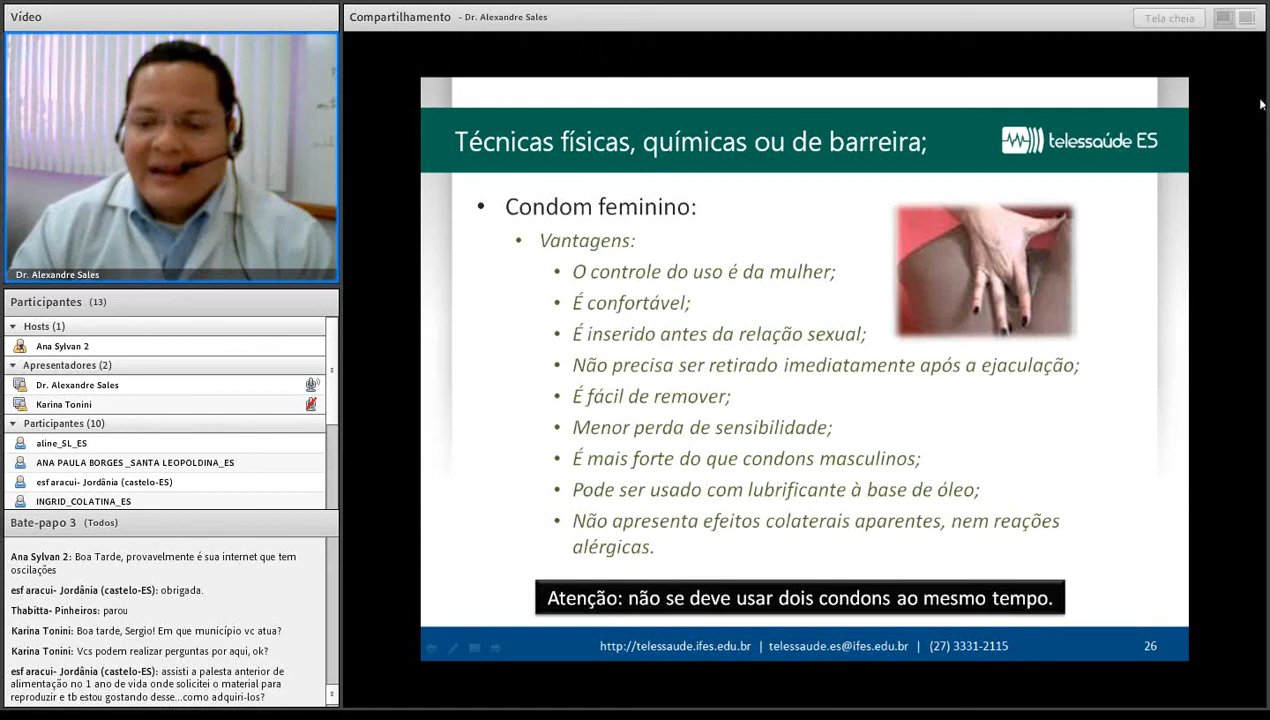 Vídeo
Dr. Alexandre Sales
Participantes (13)
Hosts (1)
Ana Sylvan 2
Apresentadores (2)
Dr. Alexandre Sales
Karina Tonini
Participantes (10)
aline_SL_ES
ANA PAULA BORGES _SANTA LEOPOLDINA_ES
esf aracui- Jordânia (castelo-ES)
INGRID_COLATINA_ES
Bate-papo 3 (Todos)
Ana Sylvan 2: Boa Tarde, provavelmente é sua internet que tem
oscilações
esf aracui- Jordânia (castelo-ES): obrigada.
Thabitta- Pinheiros: parou
Karina Tonini: Boa tarde, Sergio! Em que município vc atua?
Karina Tonini: Vcs podem realizar perguntas por aqui, ok?
esf aracui- Jordânia (castelo-ES): assisti a palesta anterior de
alimentação no 1 ano de vida onde solicitei o material para
reproduzir e tb estou gostando desse...como adquiri-los?
Compartilhamento - Dr. Alexandre Sales
Tela cheia
Técnicas físicas, químicas ou de barreira;
telessaúde ES
• Condom feminino:
• Vantagens:
• O controle do uso é da mulher;
• É confortável;
• É inserido antes da relação sexual;
• Não precisa ser retirado imediatamente após a ejaculação;
• É fácil de remover;
• Menor perda de sensibilidade;
• É mais forte do que condons masculinos;
• Pode ser usado com lubrificante à base de óleo;
• Não apresenta efeitos colaterais aparentes, nem reações
alérgicas.
Atenção: não se deve usar dois condons ao mesmo tempo.
http://telessaude.ifes.edu.br | telessaude.es@ifes.edu.br | (27) 3331-2115
26